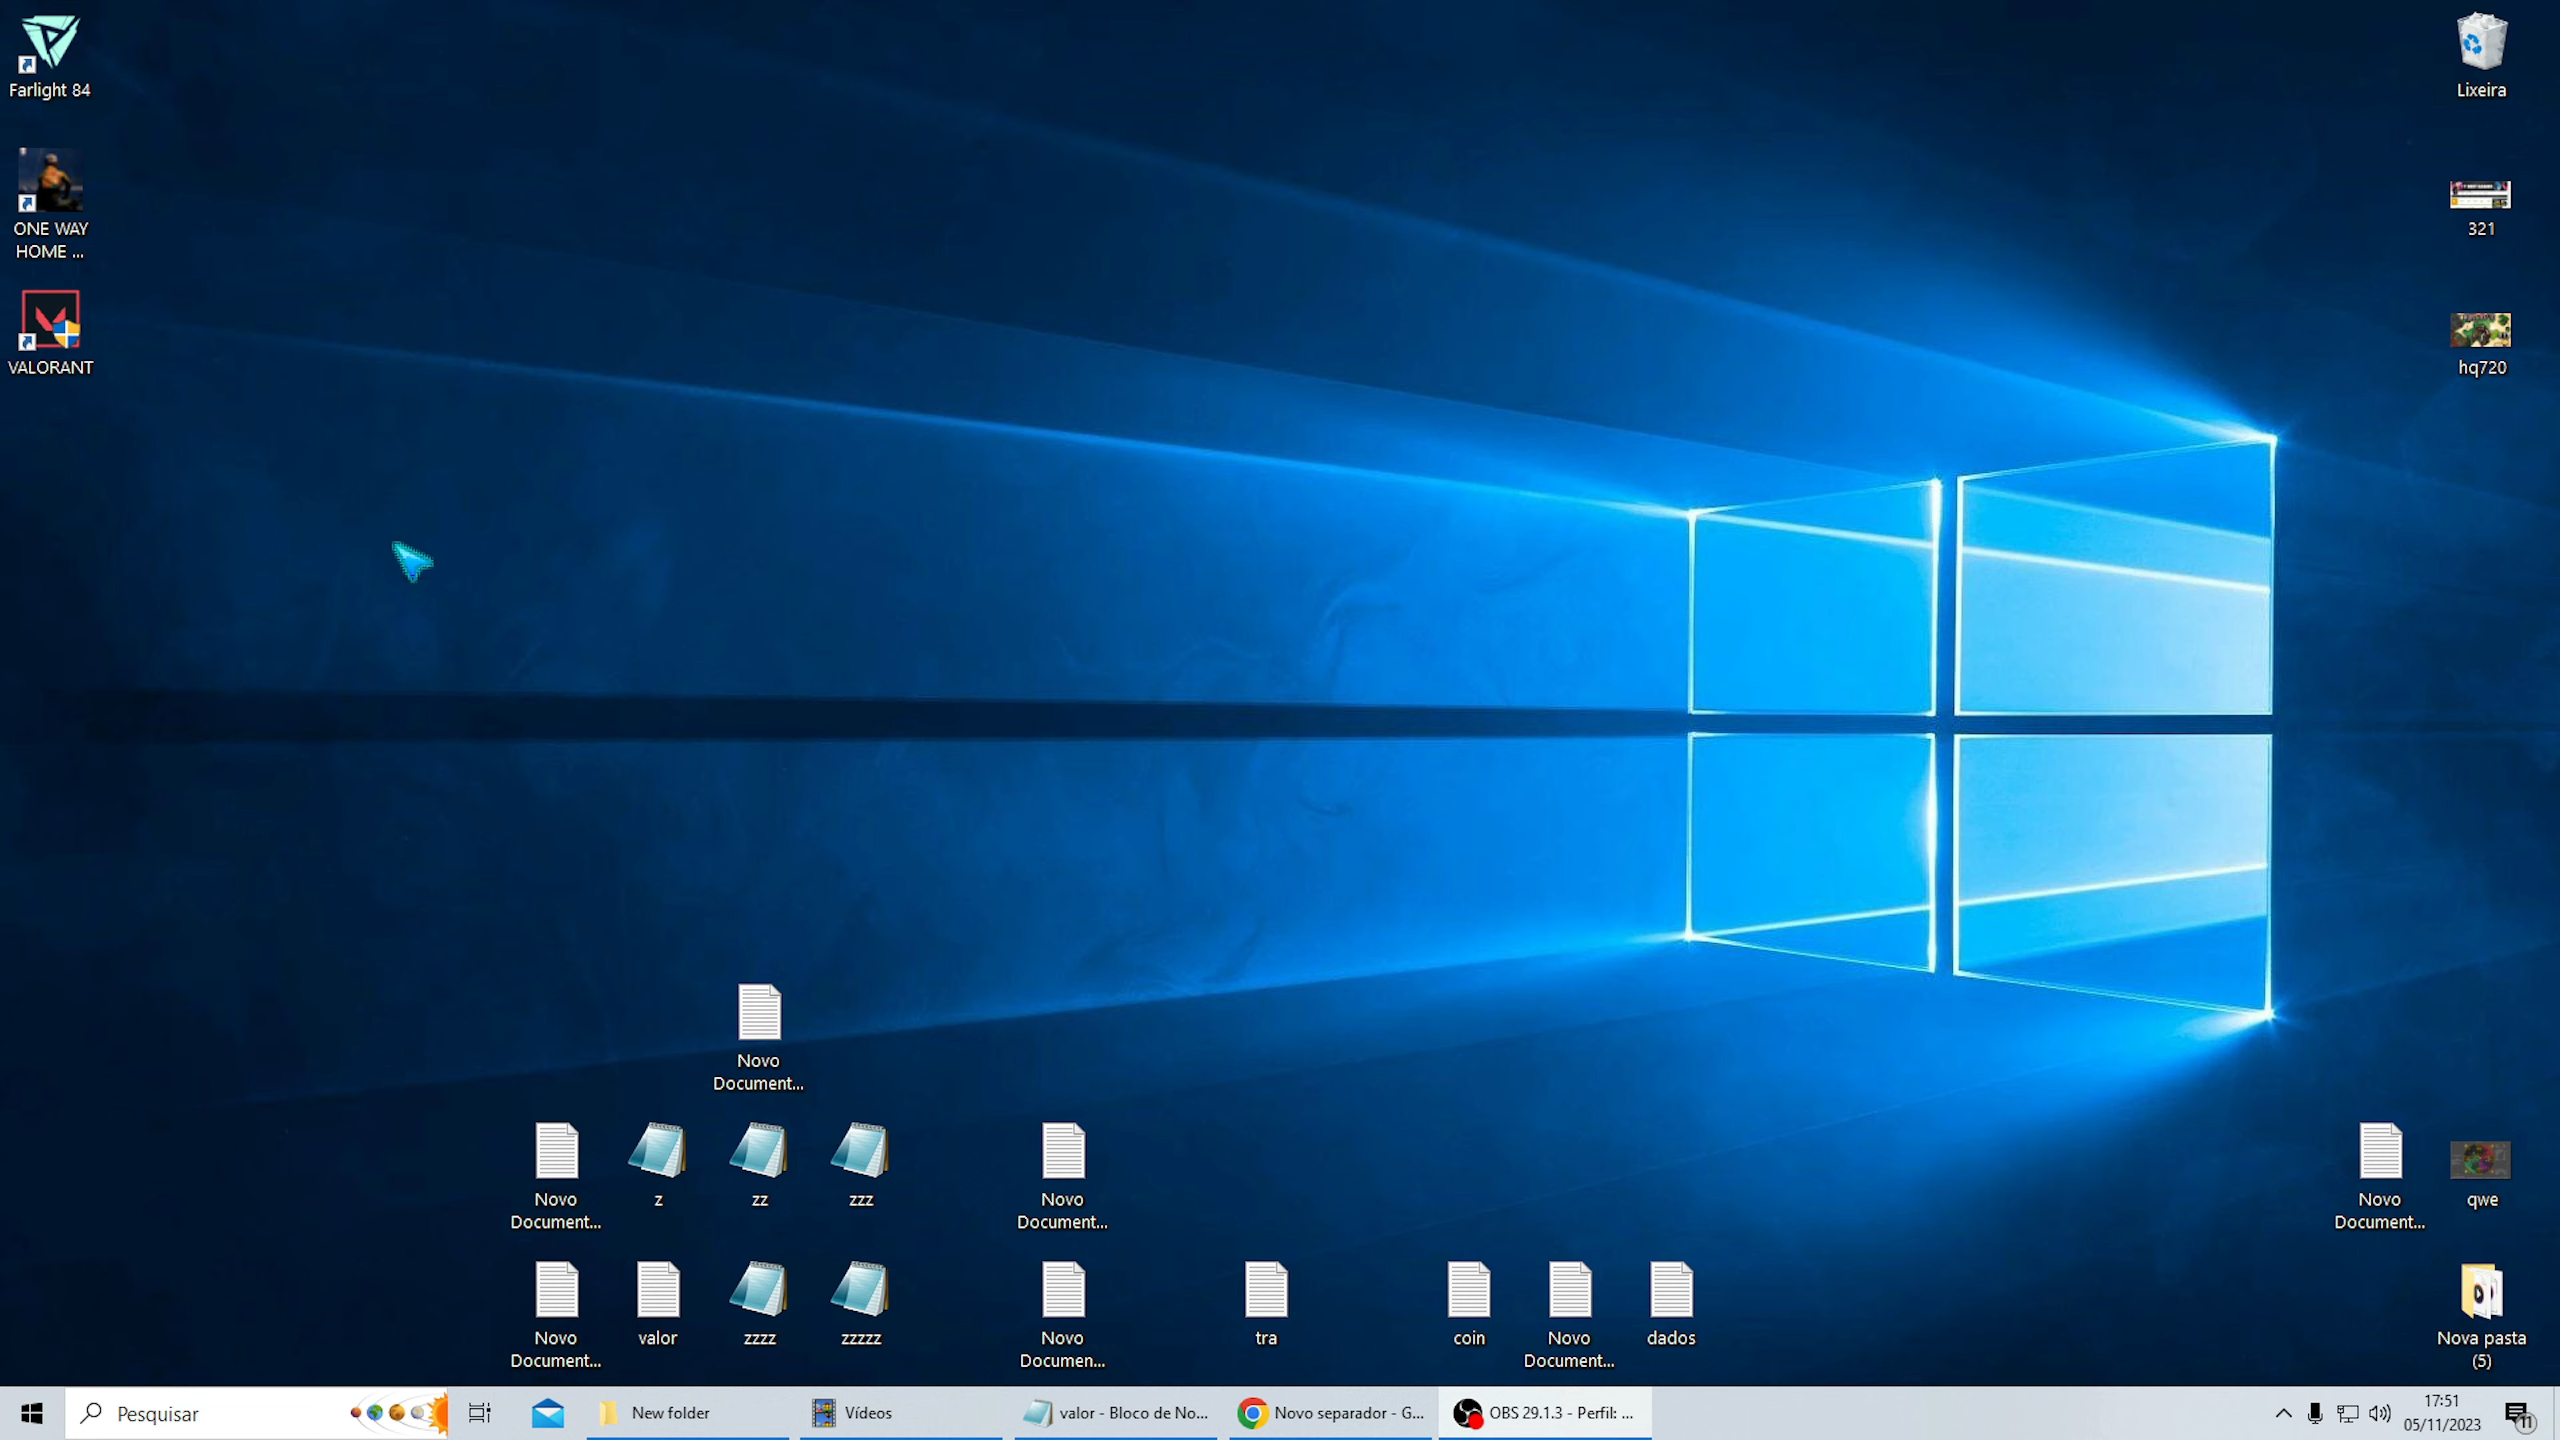 Farlight 84
Lixeira
ONE WAY
HOME ...
321
VALORANT
hq720
Novo
Document...
Novo
Document...
z
zz
zzz
Novo
Document...
Novo
Document...
qwe
Novo
Document...
valor
zzzz
zzzzz
Novo
Documen...
tra
coin
Novo
Document...
dados
Nova pasta
(5)
Pesquisar
New folder
Vídeos
valor - Bloco de No...
Novo separador - G...
OBS 29.1.3 - Perfil: ...
17:51
05/11/2023
11